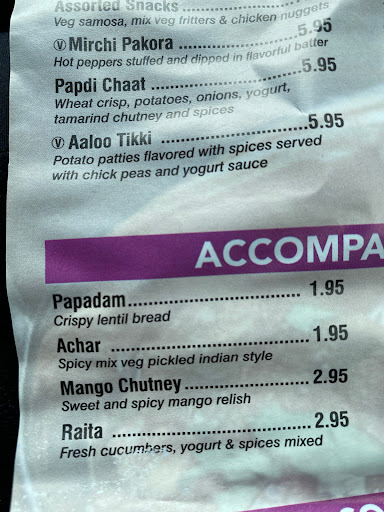 Assorted Snacks
Veg samosa, mix veg fritters & chicken nuggets
Ⓥ Mirchi Pakora ..................... 5.95
Hot peppers stuffed and dipped in flavorful batter
Papdi Chaat ........................... 5.95
Wheat crisp, potatoes, onions, yogurt,
tamarind chutney and spices
Ⓥ Aaloo Tikki ........................... 5.95
Potato patties flavored with spices served
with chick peas and yogurt sauce
ACCOMPA
Papadam.............................. 1.95
Crispy lentil bread
Achar ................................... 1.95
Spicy mix veg pickled indian style
Mango Chutney...................... 2.95
Sweet and spicy mango relish
Raita ................................... 2.95
Fresh cucumbers, yogurt & spices mixed